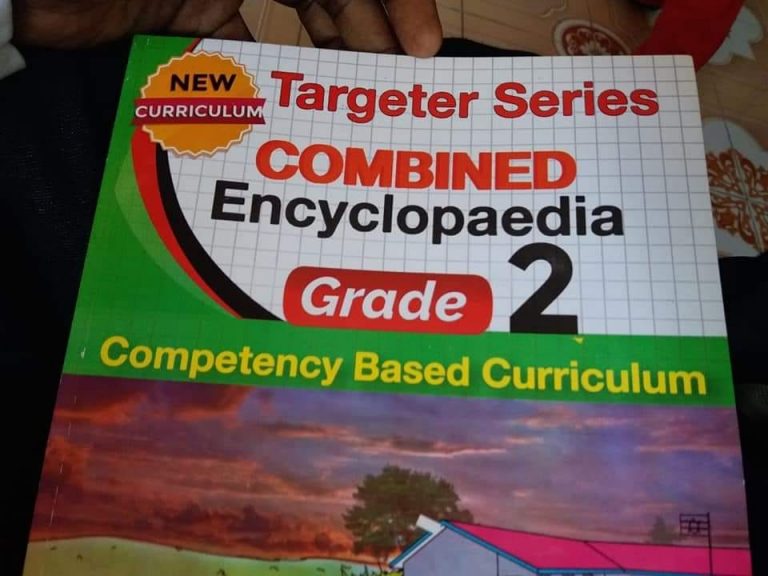 NEW
CURRICULUM
Targeter Series
COMBINED
Encyclopaedia
Grade 2
Competency Based Curriculum